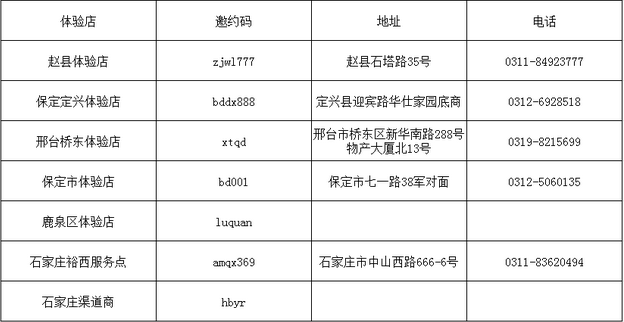 体验店 邀约码 地址 电话
赵县体验店 zjwl777 赵县石塔路35号 0311-84923777
保定定兴体验店 bddx888 定兴县迎宾路华仕家园底商 0312-6928518
邢台桥东体验店 xtqd 邢台市桥东区新华南路288号
物产大厦北13号 0319-8215699
保定市体验店 bd001 保定市七一路38军对面 0312-5060135
鹿泉区体验店 luquan
石家庄裕西服务点 amqx369 石家庄市中山西路666-6号 0311-83620494
石家庄渠道商 hbyr